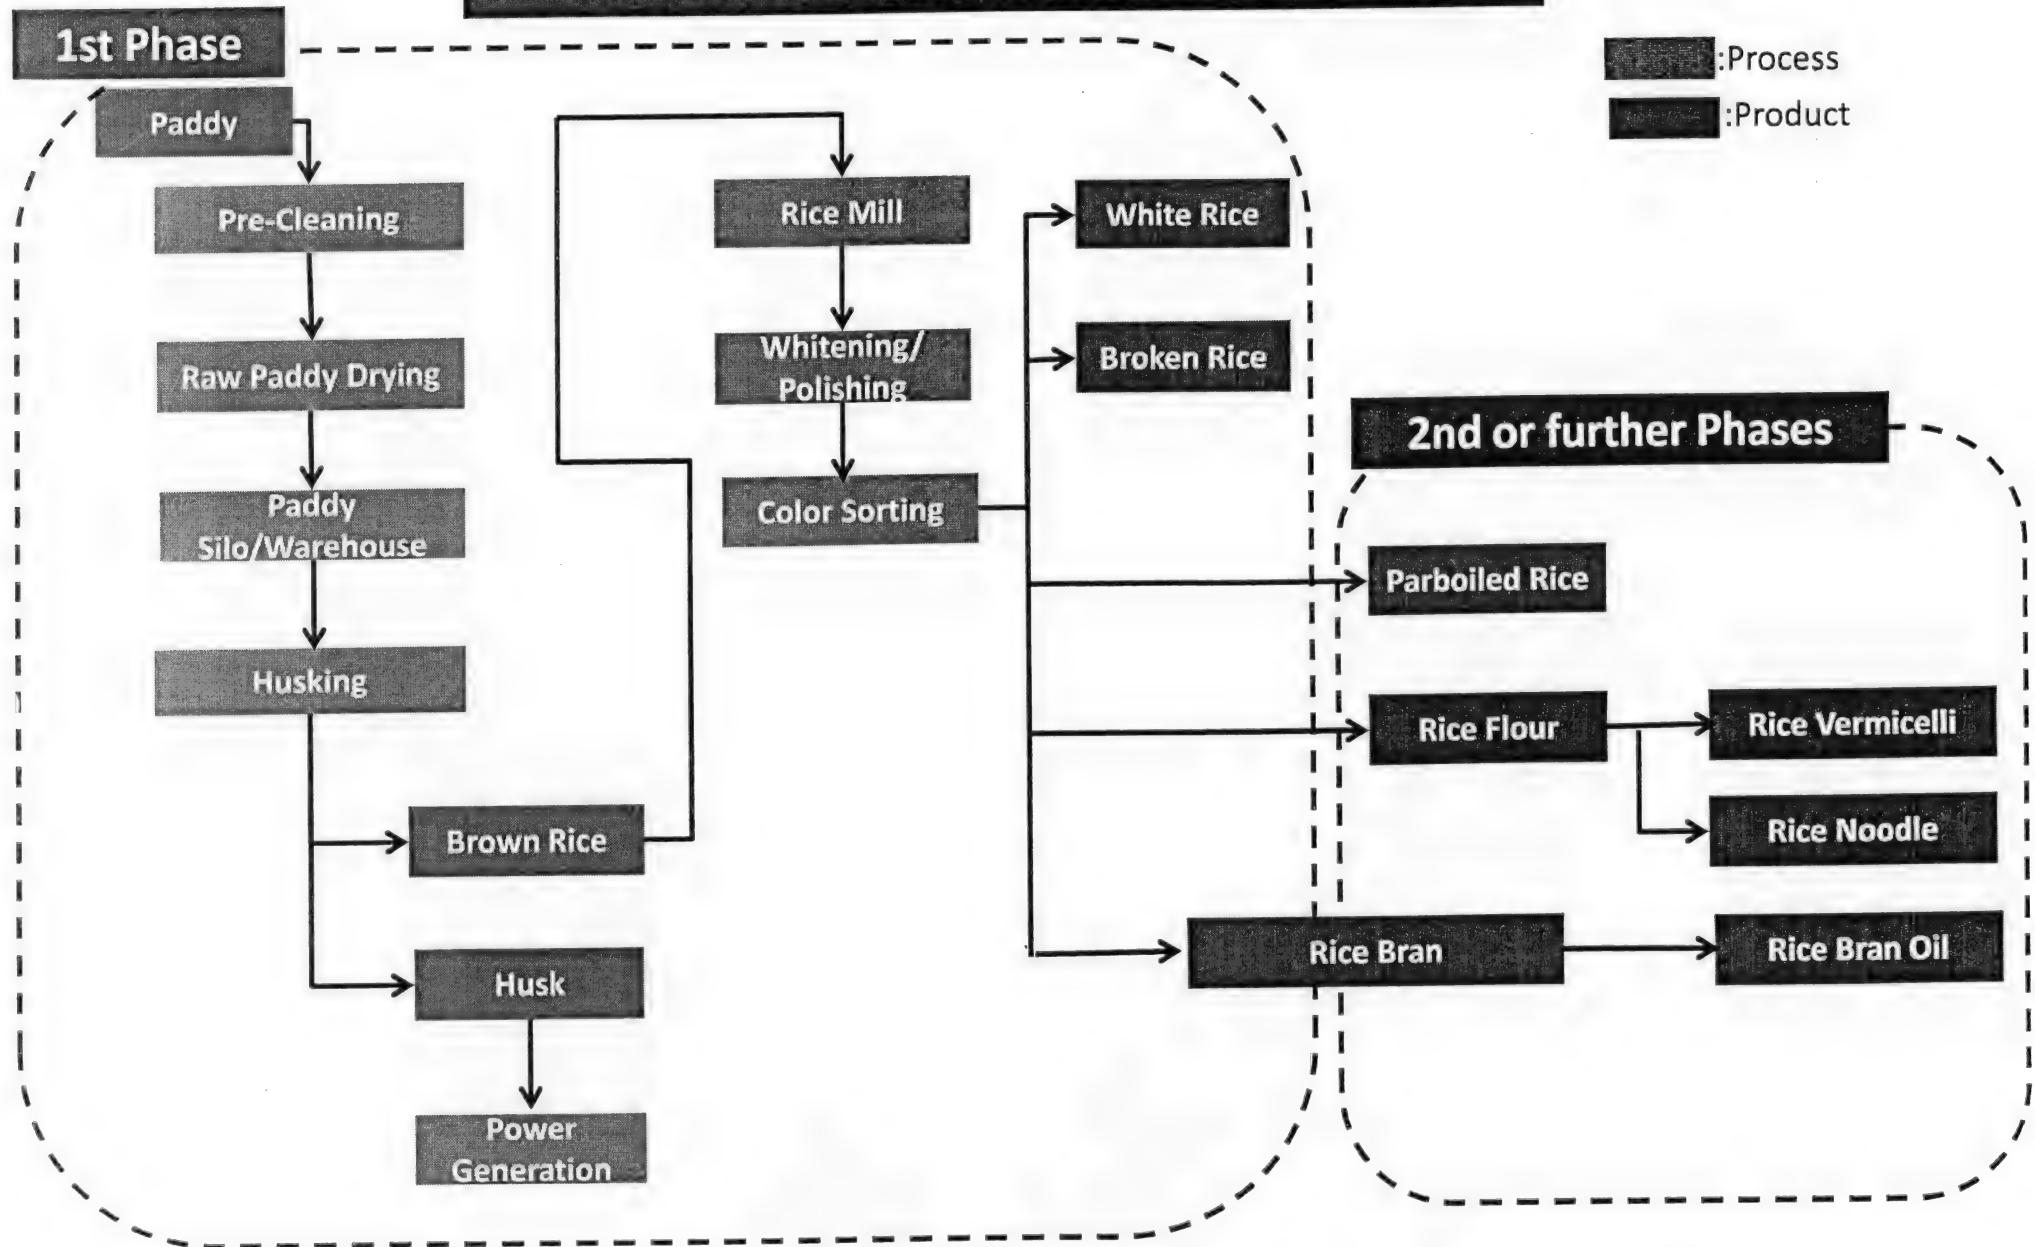 1st Phase
:Process
:Product
Paddy
Pre-Cleaning
Raw Paddy Drying
Paddy
Silo/Warehouse
Husking
Brown Rice
Husk
Power
Generation
Rice Mill
Whitening/
Polishing
Color Sorting
White Rice
Broken Rice
2nd or further Phases
Parboiled Rice
Rice Flour
Rice Vermicelli
Rice Noodle
Rice Bran
Rice Bran Oil